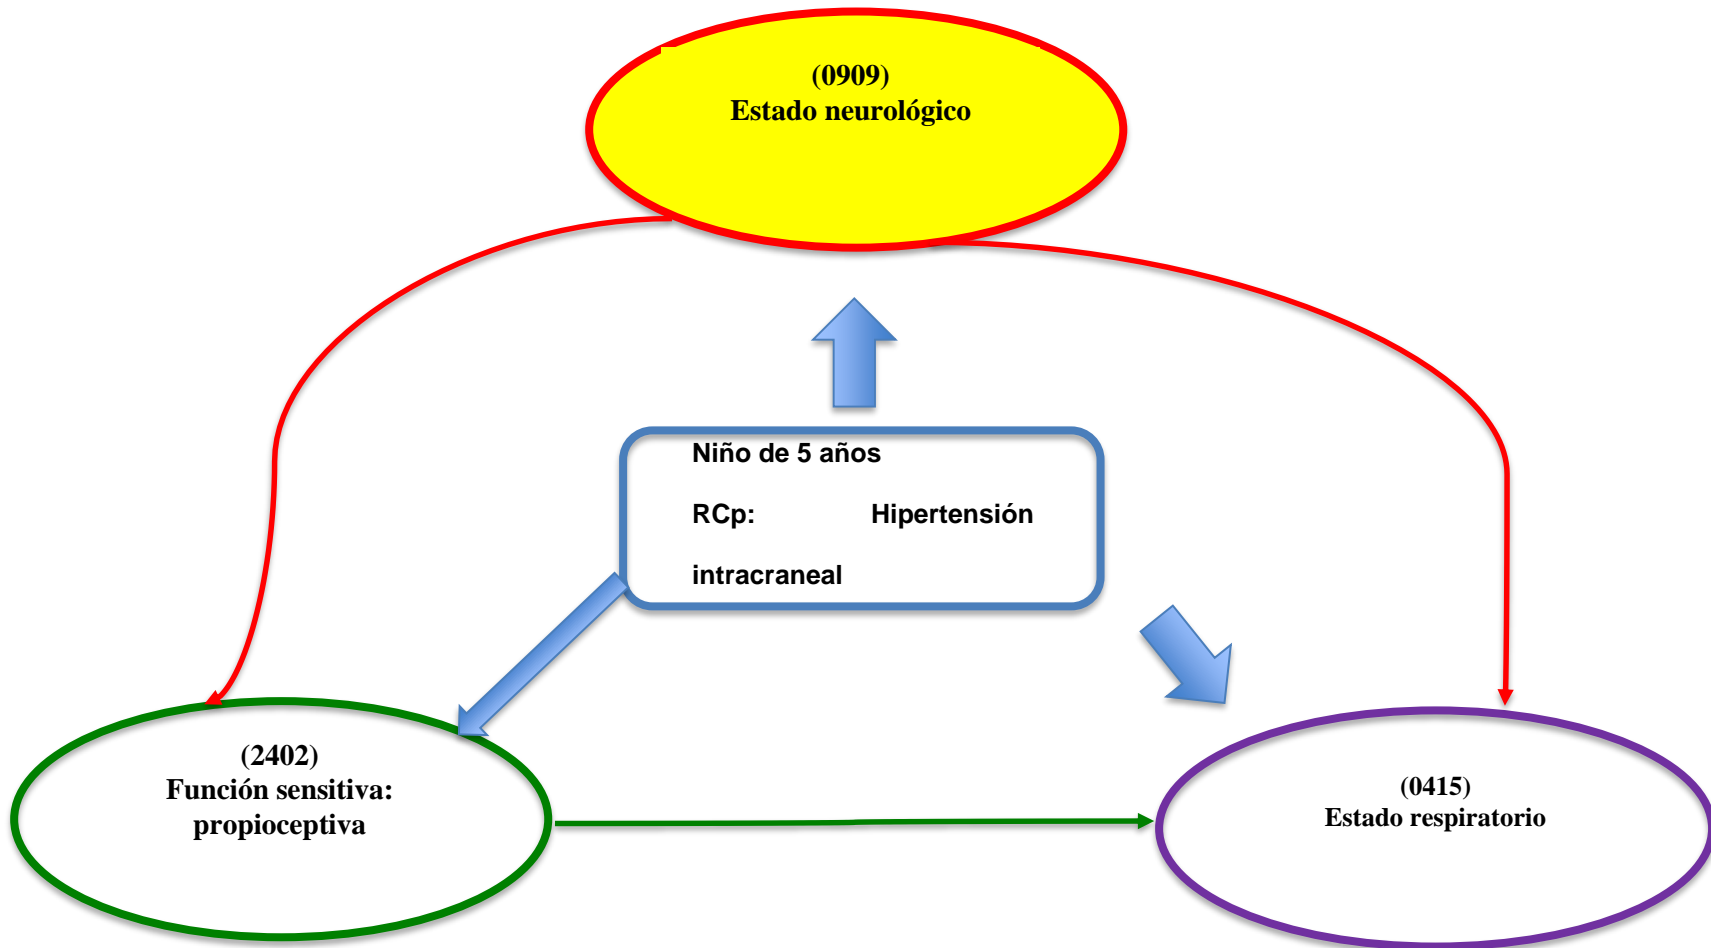 (0909)
Estado neurológico
Niño de 5 años
RCp: Hipertensión
intracraneal
(2402)
Función sensitiva:
propioceptiva
(0415)
Estado respiratorio